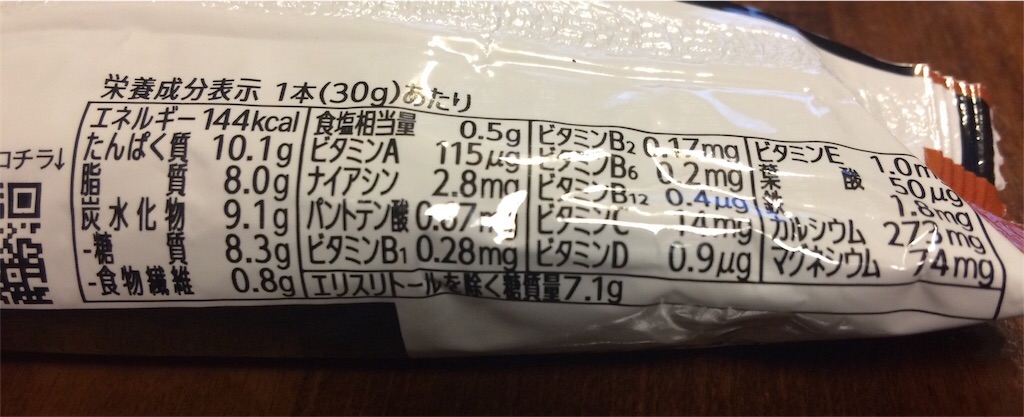 栄養成分表示 1本(30g)あたり
エネルギー 144kcal
たんぱく質 10.1g
脂質 8.0g
炭水化物 9.1g
-糖質 8.3g
-食物繊維 0.8g
食塩相当量 0.5g
ビタミンA 115μg
ナイアシン 2.8mg
パントテン酸
ビタミンB1 0.28mg
エリスリトールを除く糖質量7.1g
ビタミンB2 0.17mg
ビタミンB6 0.2mg
ビタミンB12 0.4μg
ビタミンC 14mg
ビタミンD 0.9μg
ビタミンE
葉酸 50μg
1.8mg
カルシウム
マグネシウム
コチラ↓